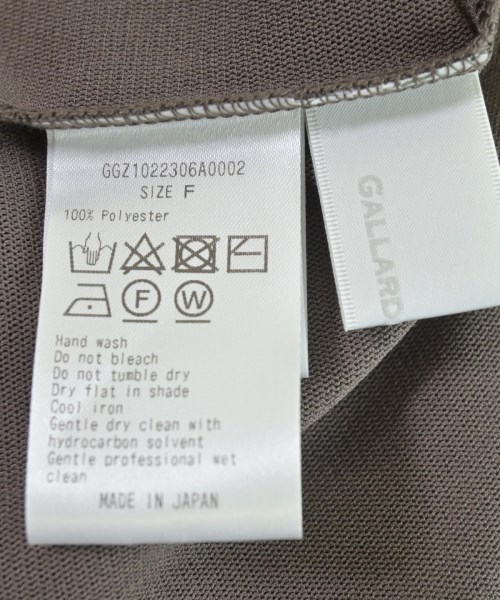 GGZ1022306A0002
SIZE F
100% Polyester
F
W
Hand wash
Do not bleach
Do not tumble dry
Dry flat in shade
Cool iron
Gentle dry clean with
hydrocarbon solvent
Gentle professional wet
clean
MADE IN JAPAN
GALLARD